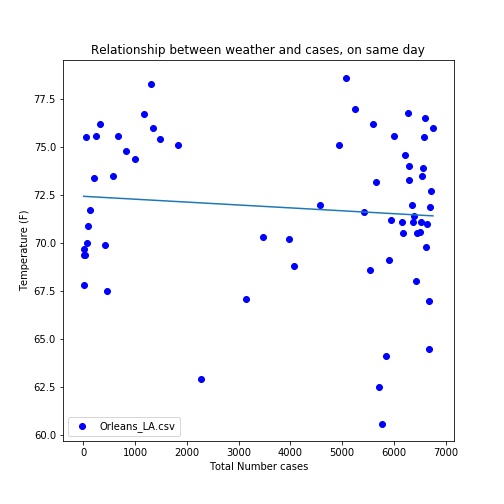 Relationship between weather and cases, on same day
Temperature (F)
77.5
75.0
72.5
70.0
67.5
65.0
62.5
60.0
Orleans_LA.csv
0 1000 2000 3000 4000 5000 6000 7000
Total Number cases